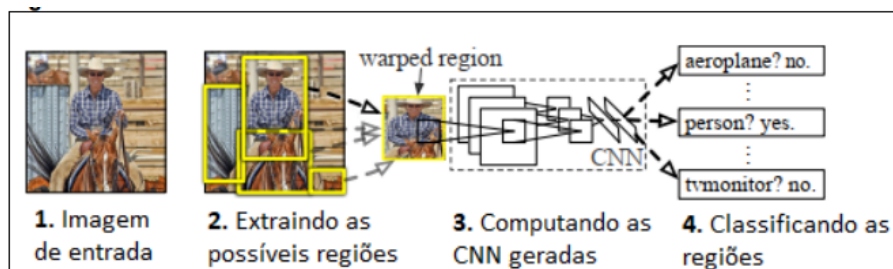 warped region
aeroplane? no.
person? yes.
CNN
tvmonitor? no.
1. Imagem
de entrada
2. Extraindo as
possíveis regiões
3. Computando as
CNN geradas
4. Classificando as
regiões